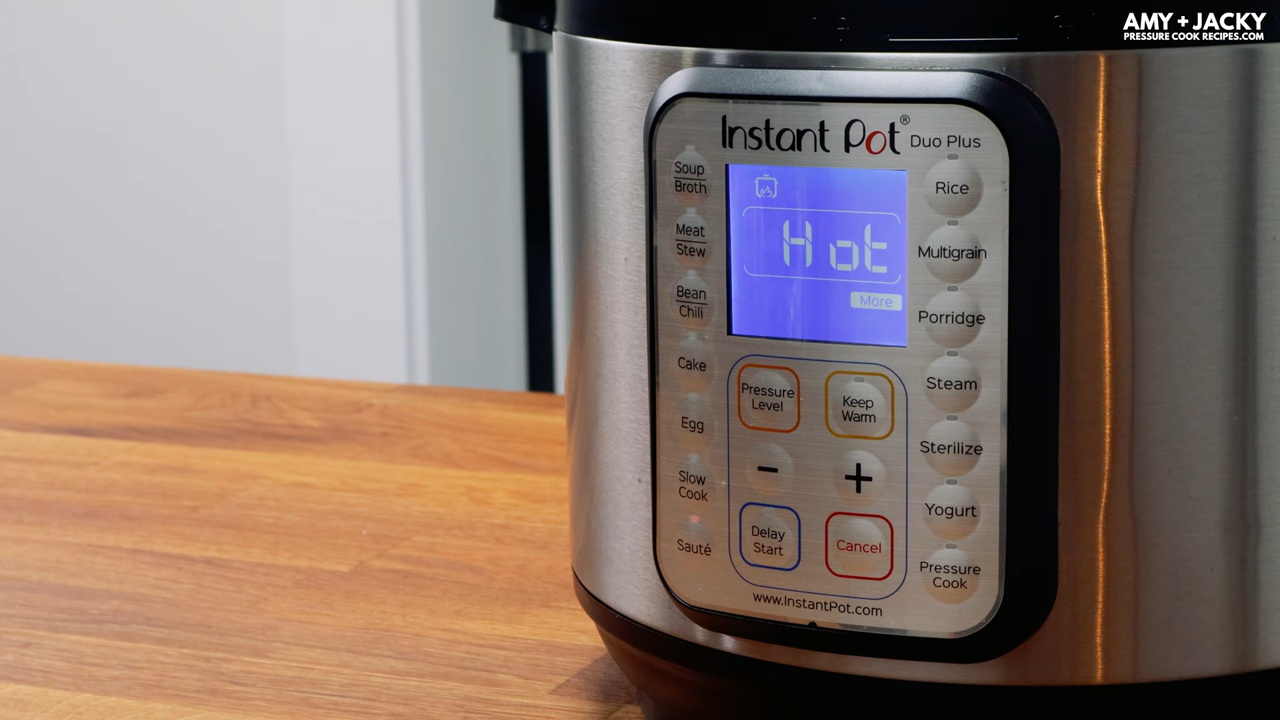 AMY + JACKY
PRESSURE COOK RECIPES.COM
Instant Pot® Duo Plus
Soup
Broth
Meat
Stew
Bean
Chili
Cake
Egg
Slow
Cook
Sauté
Hot
More
Pressure
Level
Keep
Warm
-
+
Delay
Start
Cancel
Rice
Multigrain
Porridge
Steam
Sterilize
Yogurt
Pressure
Cook
www.InstantPot.com